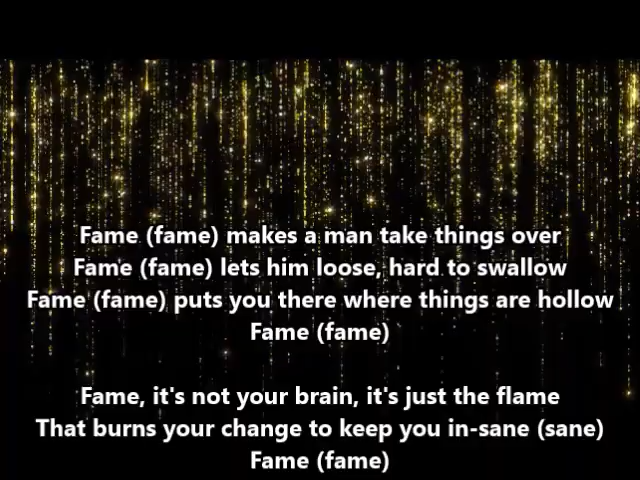 Fame (fame) makes a man take things over
Fame (fame) lets him loose, hard to swallow
Fame (fame) puts you there where things are hollow
Fame (fame)
Fame, it's not your brain, it's just the flame
That burns your change to keep you in-sane (sane)
Fame (fame)